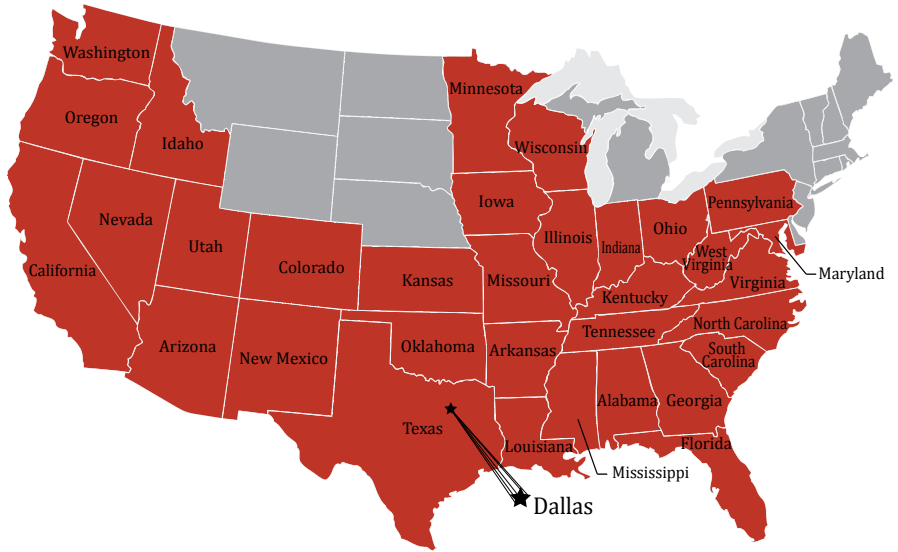 Washington
Minnesota
Oregon
Idaho
Wisconsin
Iowa
Pennsylvania
Nevada
Ohio
Utah
Illinois
Indiana
West
Virginia
Maryland
California
Colorado
Kansas
Missouri
Virginia
Kentucky
North Carolina
Tennessee
Arizona
New Mexico
Oklahoma
Arkansas
South
Carolina
Alabama
Georgia
Texas
Louisiana
Florida
Mississippi
Dallas